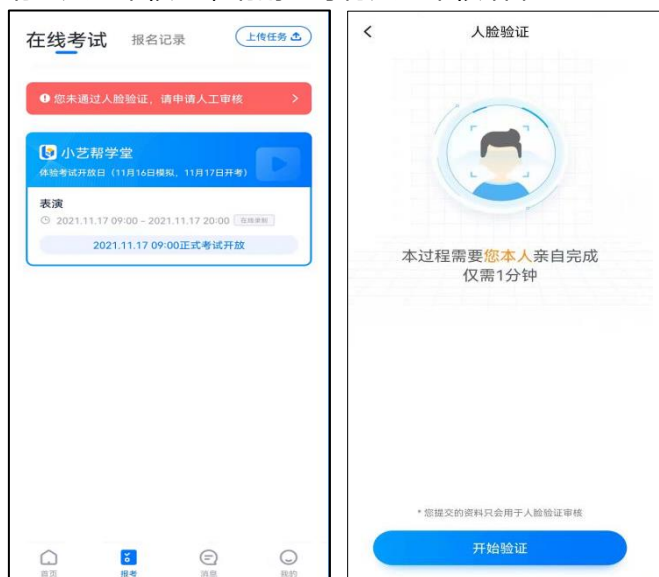 在线考试 报名记录 上传任务
您未通过人脸验证，请申请人工审核
小艺帮学堂
体验考试开放日（11月16日模拟，11月17日开考）
表演
2021.11.17 09:00 - 2021.11.17 20:00 在线录制
2021.11.17 09:00正式考试开放
首页 报考 消息 我的
人脸验证
本过程需要您本人亲自完成
仅需1分钟
* 您提交的资料只会用于人脸验证审核
开始验证